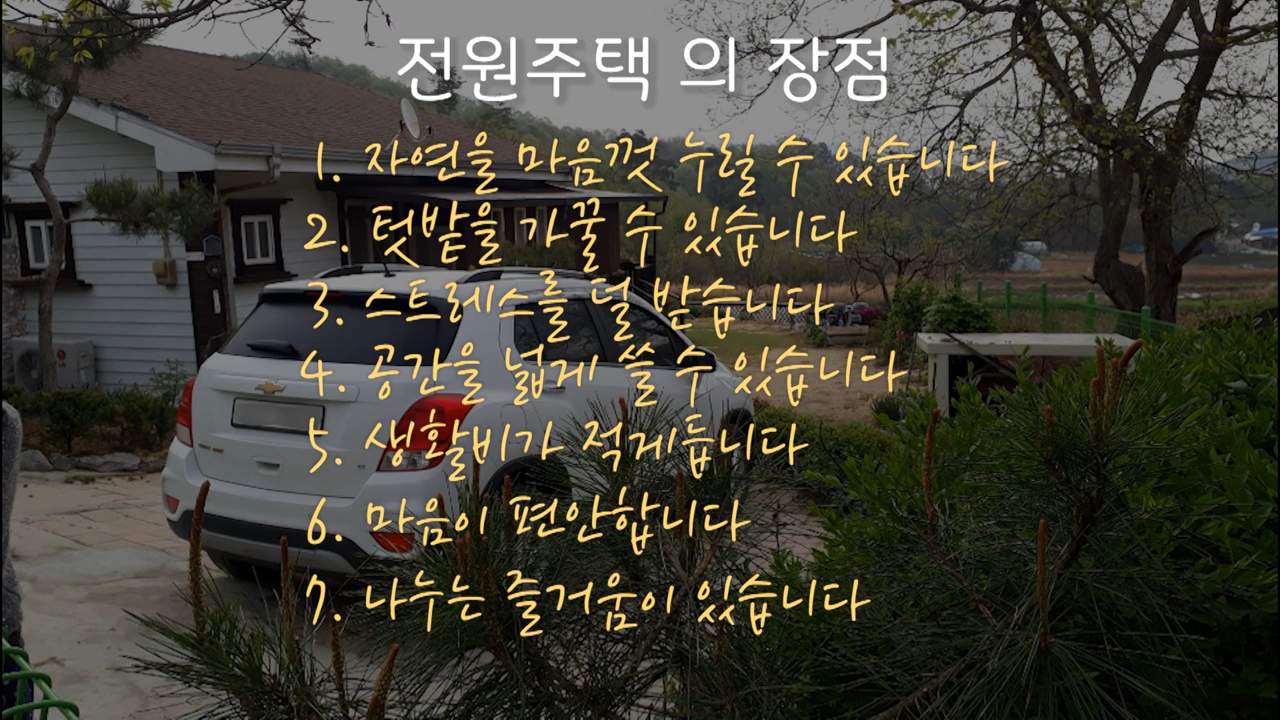 전원주택 의 장점
1. 자연을 마음껏 누릴 수 있습니다
2. 텃밭을 가꿀 수 있습니다
3. 스트레스를 덜 받습니다
4. 공간을 넓게 쓸 수 있습니다
5. 생활비가 적게듭니다
6. 마음이 편안합니다
7. 나누는 즐거움이 있습니다